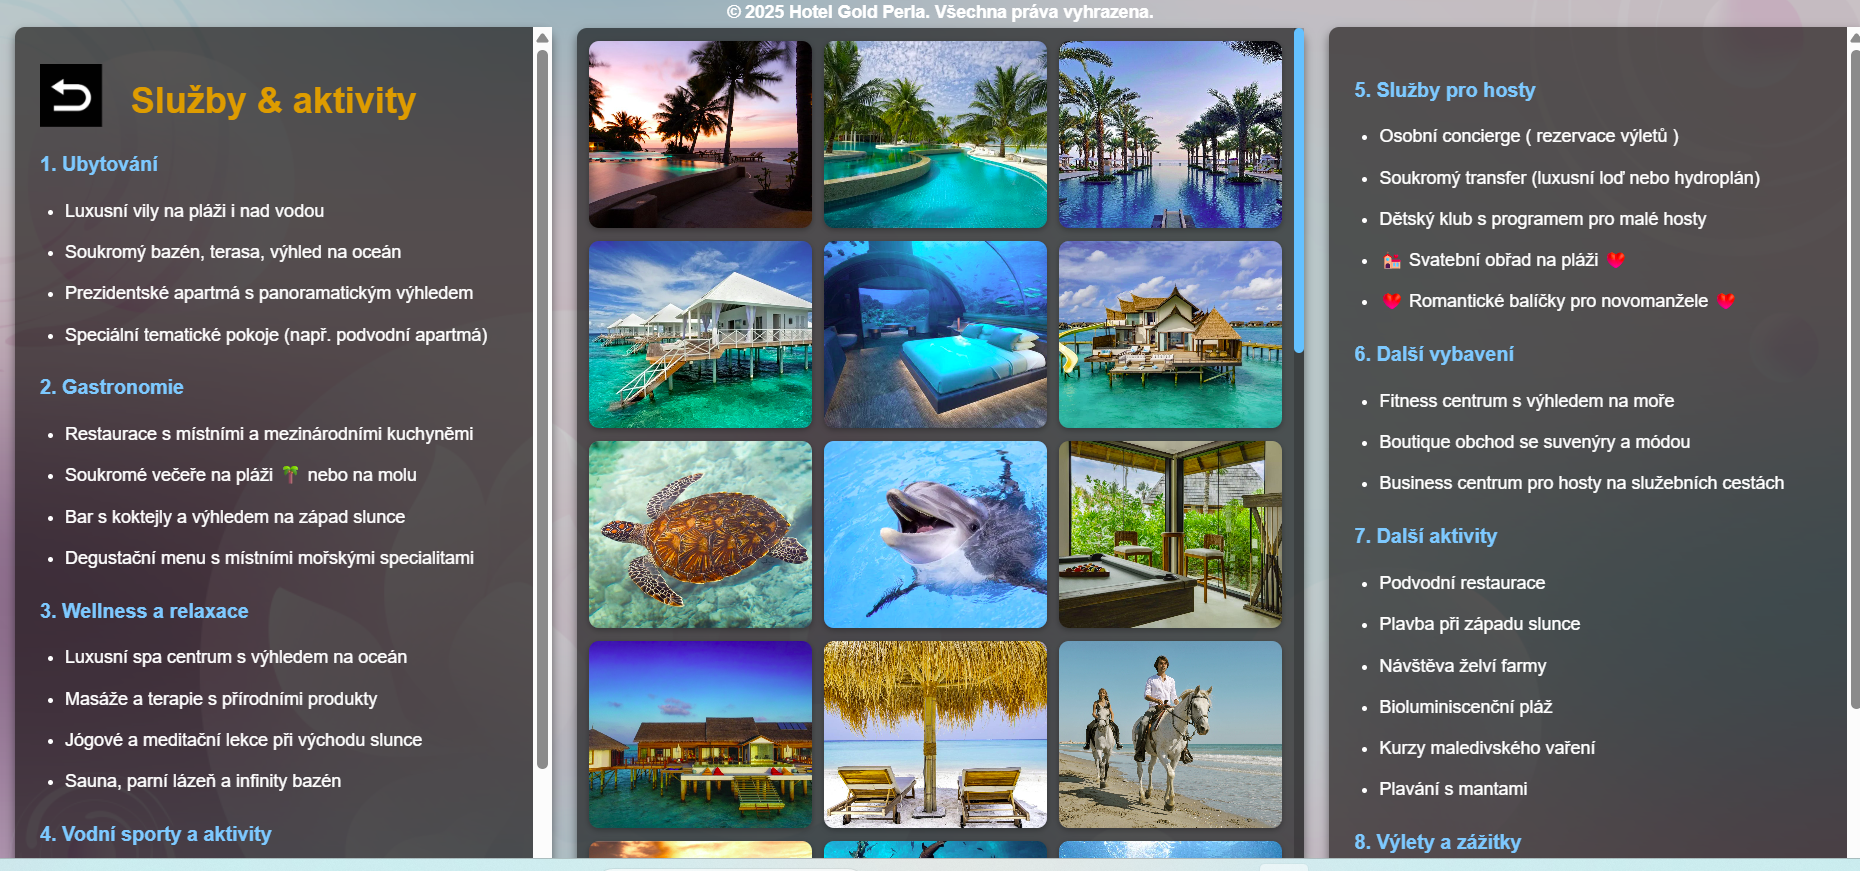 © 2025 Hotel Gold Perla. Všechna práva vyhrazena.
Služby & aktivity
1. Ubytování
Luxusní vily na pláži i nad vodou
Soukromý bazén, terasa, výhled na oceán
Prezidentské apartmá s panoramatickým výhledem
Speciální tematické pokoje (např. podvodní apartmá)
2. Gastronomie
Restaurace s místními a mezinárodními kuchyněmi
Soukromé večeře na pláži 🌴 nebo na molu
Bar s koktejly a výhledem na západ slunce
Degustační menu s místními mořskými specialitami
3. Wellness a relaxace
Luxusní spa centrum s výhledem na oceán
Masáže a terapie s přírodními produkty
Jógové a meditační lekce při východu slunce
Sauna, parní lázeň a infinity bazén
4. Vodní sporty a aktivity
5. Služby pro hosty
Osobní concierge ( rezervace výletů )
Soukromý transfer (luxusní loď nebo hydroplán)
Dětský klub s programem pro malé hosty
💒 Svatební obřad na pláži ❤️
❤️ Romantické balíčky pro novomanžele ❤️
6. Další vybavení
Fitness centrum s výhledem na moře
Boutique obchod se suvenýry a módou
Business centrum pro hosty na služebních cestách
7. Další aktivity
Podvodní restaurace
Plavba při západu slunce
Návštěva želví farmy
Bioluminiscenční pláž
Kurzy maledivského vaření
Plavání s mantami
8. Výlety a zážitky